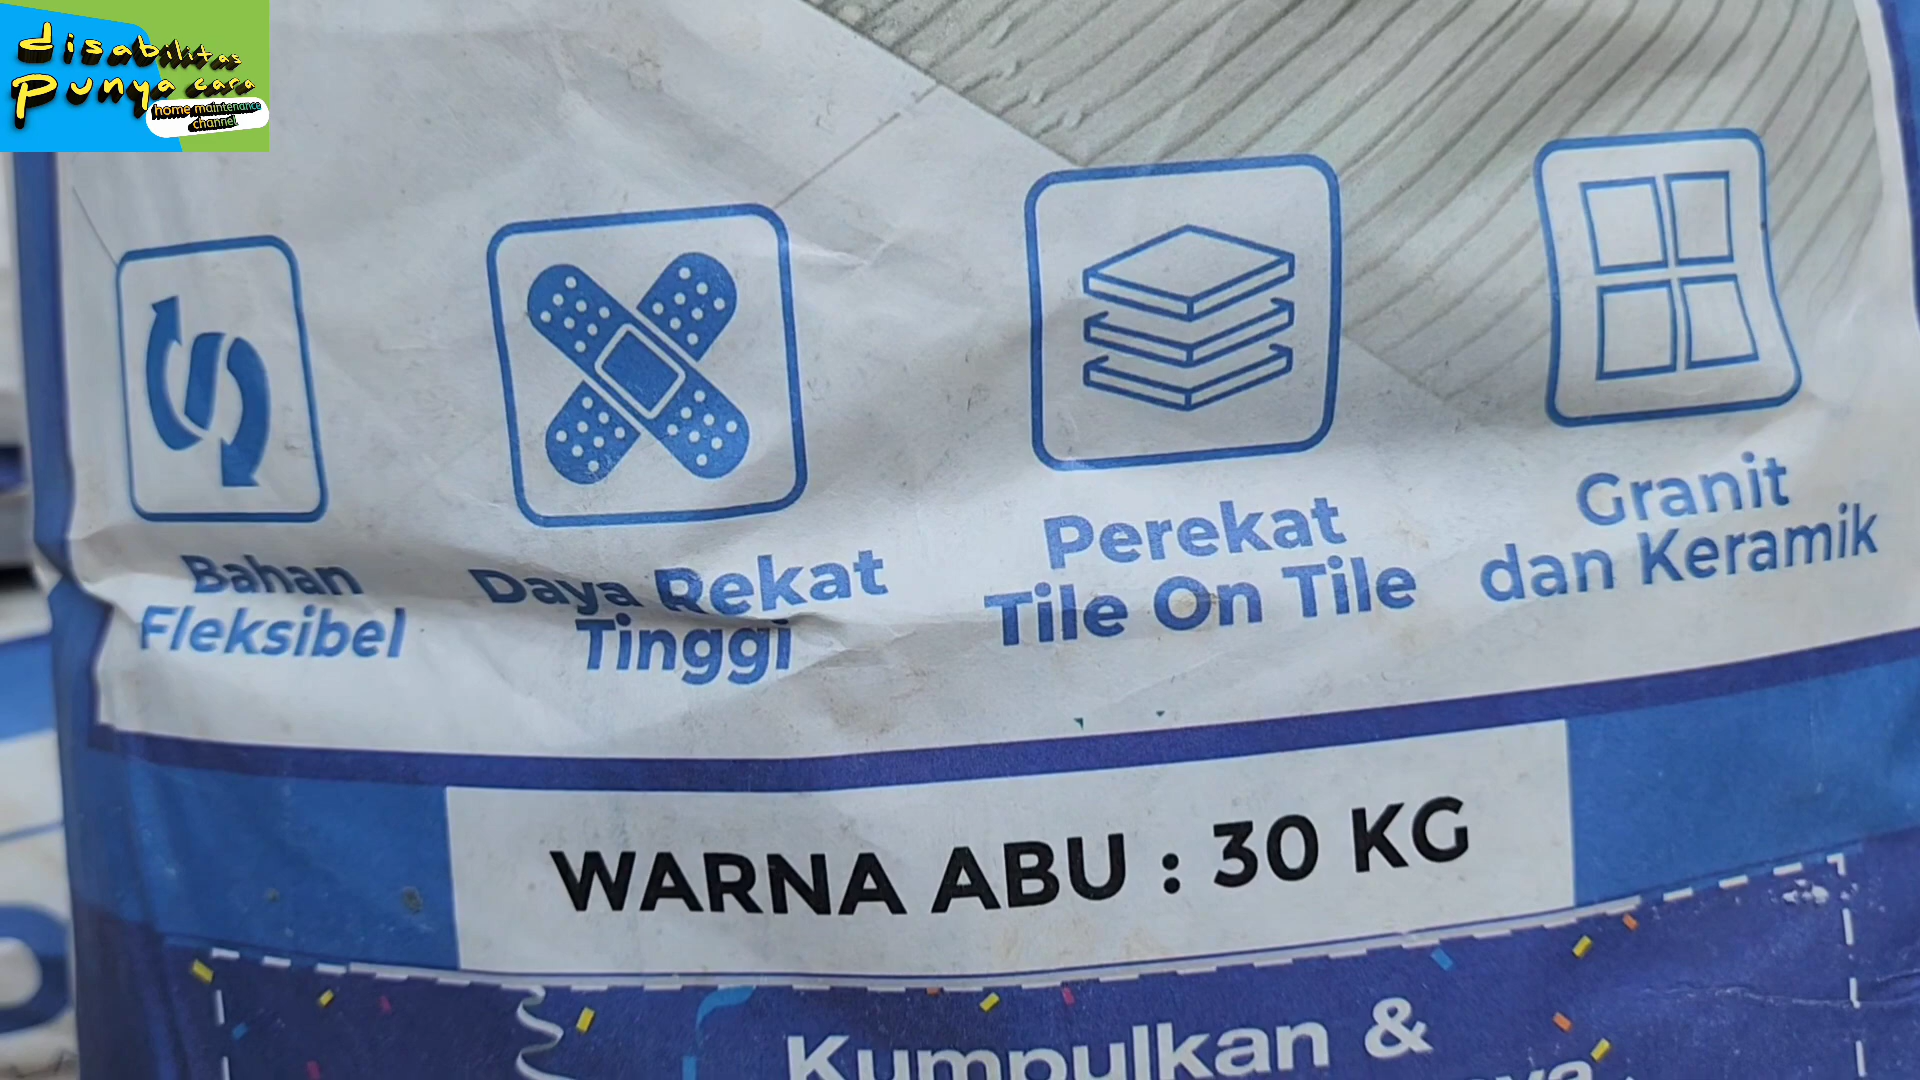 disabilitas
punya cara
home maintenance
channel
Bahan
Fleksibel
Daya Rekat
Tinggi
Perekat
Tile On Tile
Granit
dan Keramik
WARNA ABU : 30 KG
Kumpulkan &